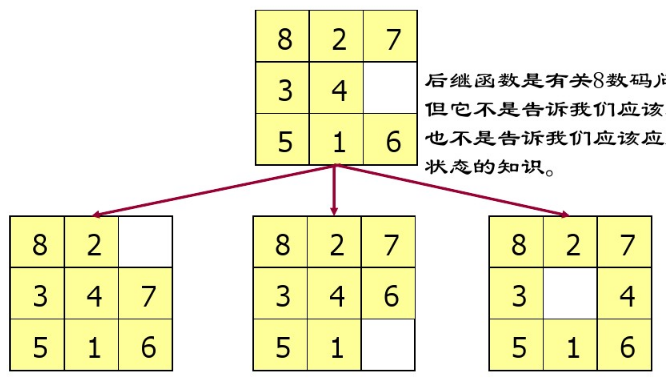 8 2 7
3 4
5 1 6
后继函数是有关8数码
但它不是告诉我们应该
也不是告诉我们应该应
状态的知识。
8 2
3 4 7
5 1 6
8 2 7
3 4 6
5 1
8 2 7
3 4
5 1 6